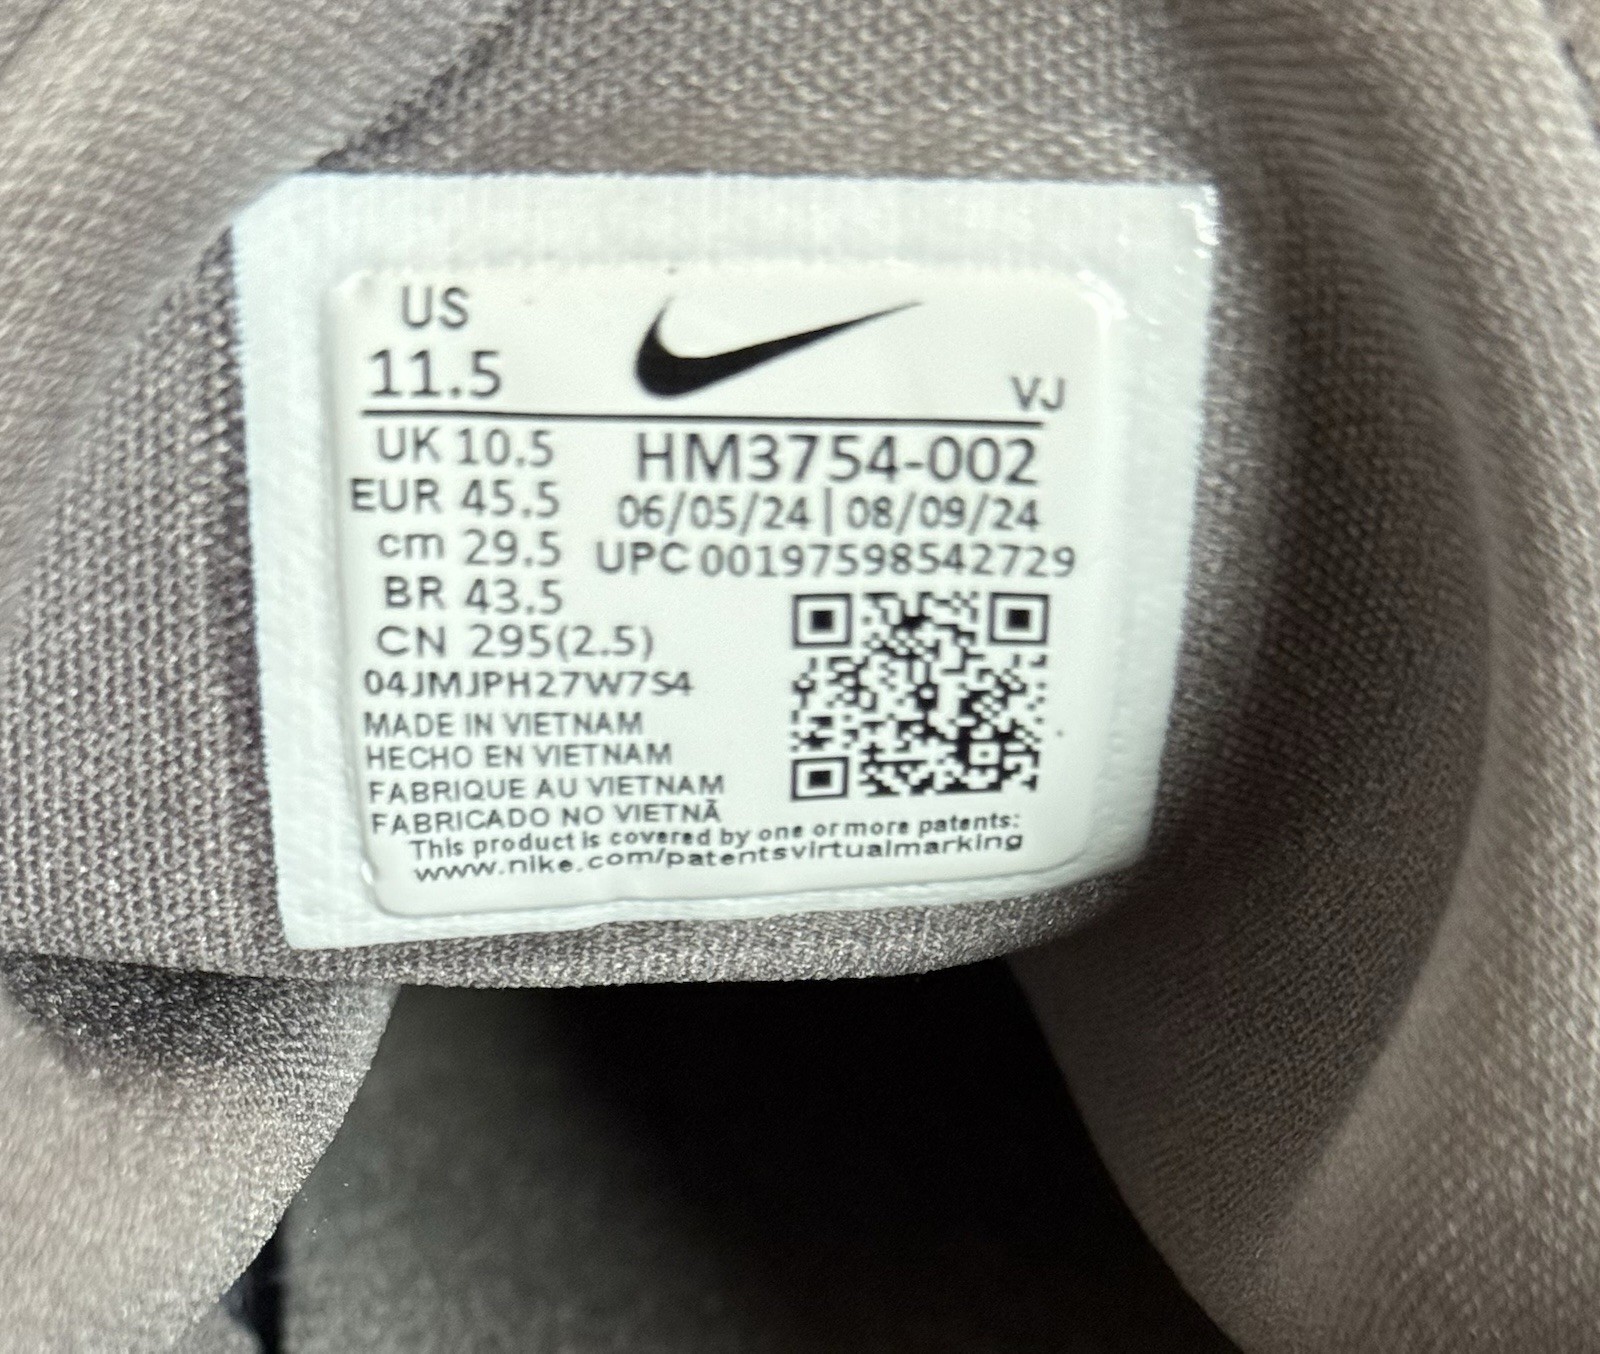 US
11.5
VJ
UK 10.5
EUR 45.5
cm 29.5
BR 43.5
CN 295(2.5)
HM3754-002
06/05/24|08/09/24
UPC 00197598542729
04JMJPH27W7S4
MADE IN VIETNAM
HECHO EN VIETNAM
FABRIQUE AU VIETNAM
FABRICADO NO VIETNÃ
This product is covered by one or more patents:
www.nike.com/patentsvirtualmarking